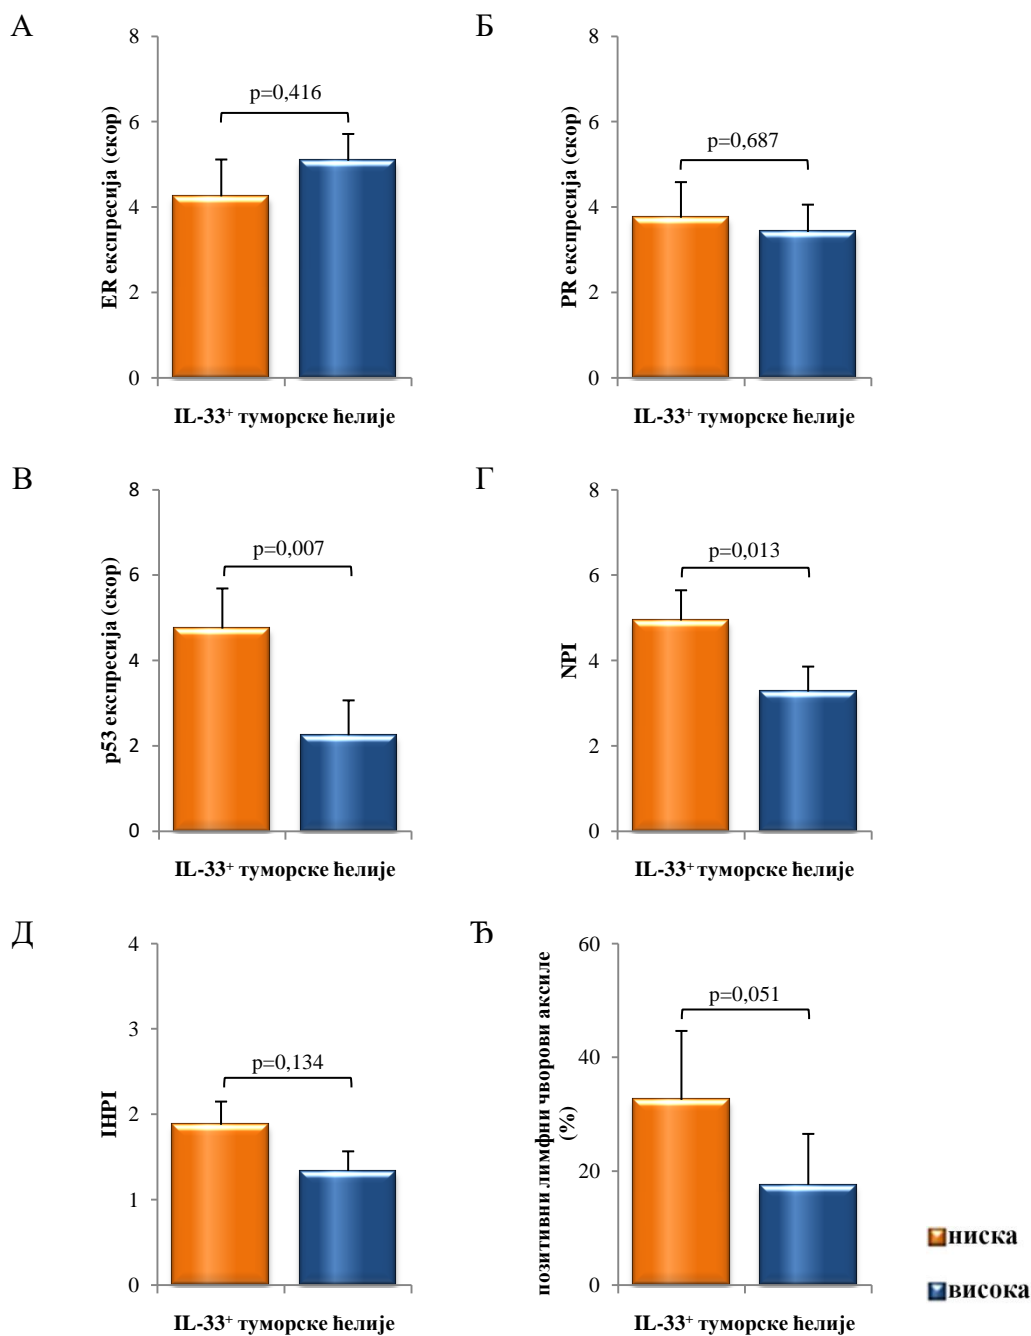 А
8
6
4
2
0
ER експресија (скор)
p=0,416
IL-33⁺ туморске ћелије
Б
8
6
4
2
0
PR експресија (скор)
p=0,687
IL-33⁺ туморске ћелије
В
8
6
4
2
0
p53 експресија (скор)
p=0,007
IL-33⁺ туморске ћелије
Г
8
6
4
2
0
NPI
p=0,013
IL-33⁺ туморске ћелије
Д
4
3
2
1
0
IHPI
p=0,134
IL-33⁺ туморске ћелије
Ђ
60
40
20
0
позитивни лимфни чворови аксиле
(%)
p=0,051
IL-33⁺ туморске ћелије
ниска
висока